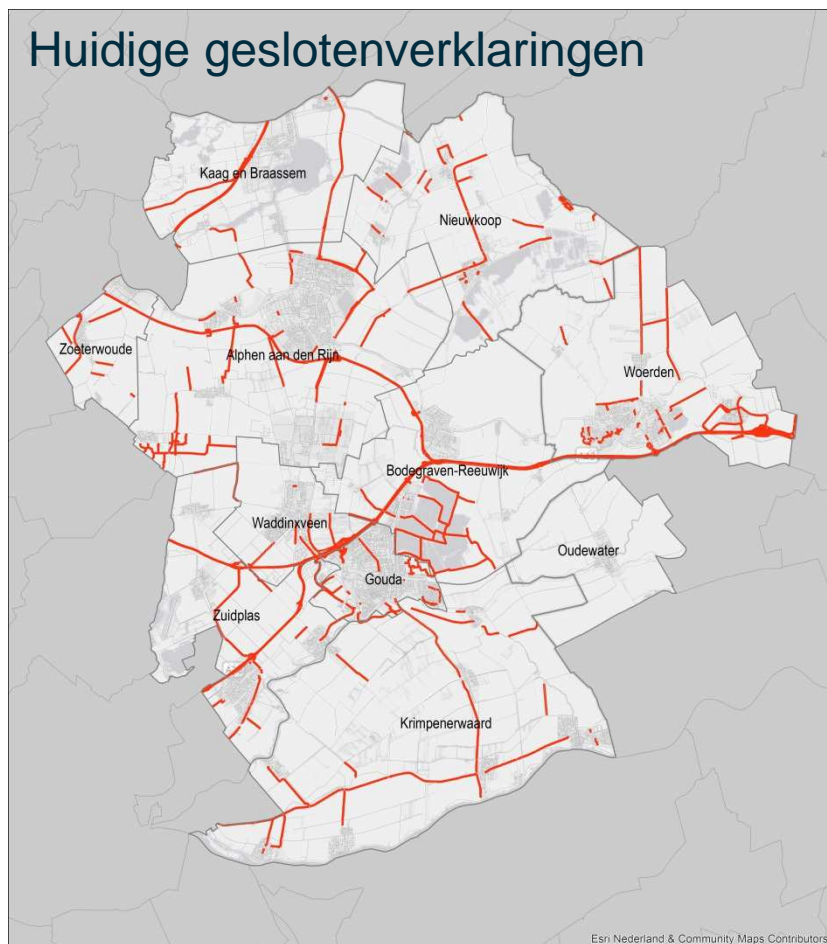 Huidige geslotenverklaringen
Kaag en Braassem
Nieuwkoop
Zoeterwoude
Alphen aan den Rijn
Woerden
Bodegraven-Reeuwijk
Waddinxveen
Oudewater
Gouda
Zuidplas
Krimpenerwaard
Esri Nederland & Community Maps Contributors